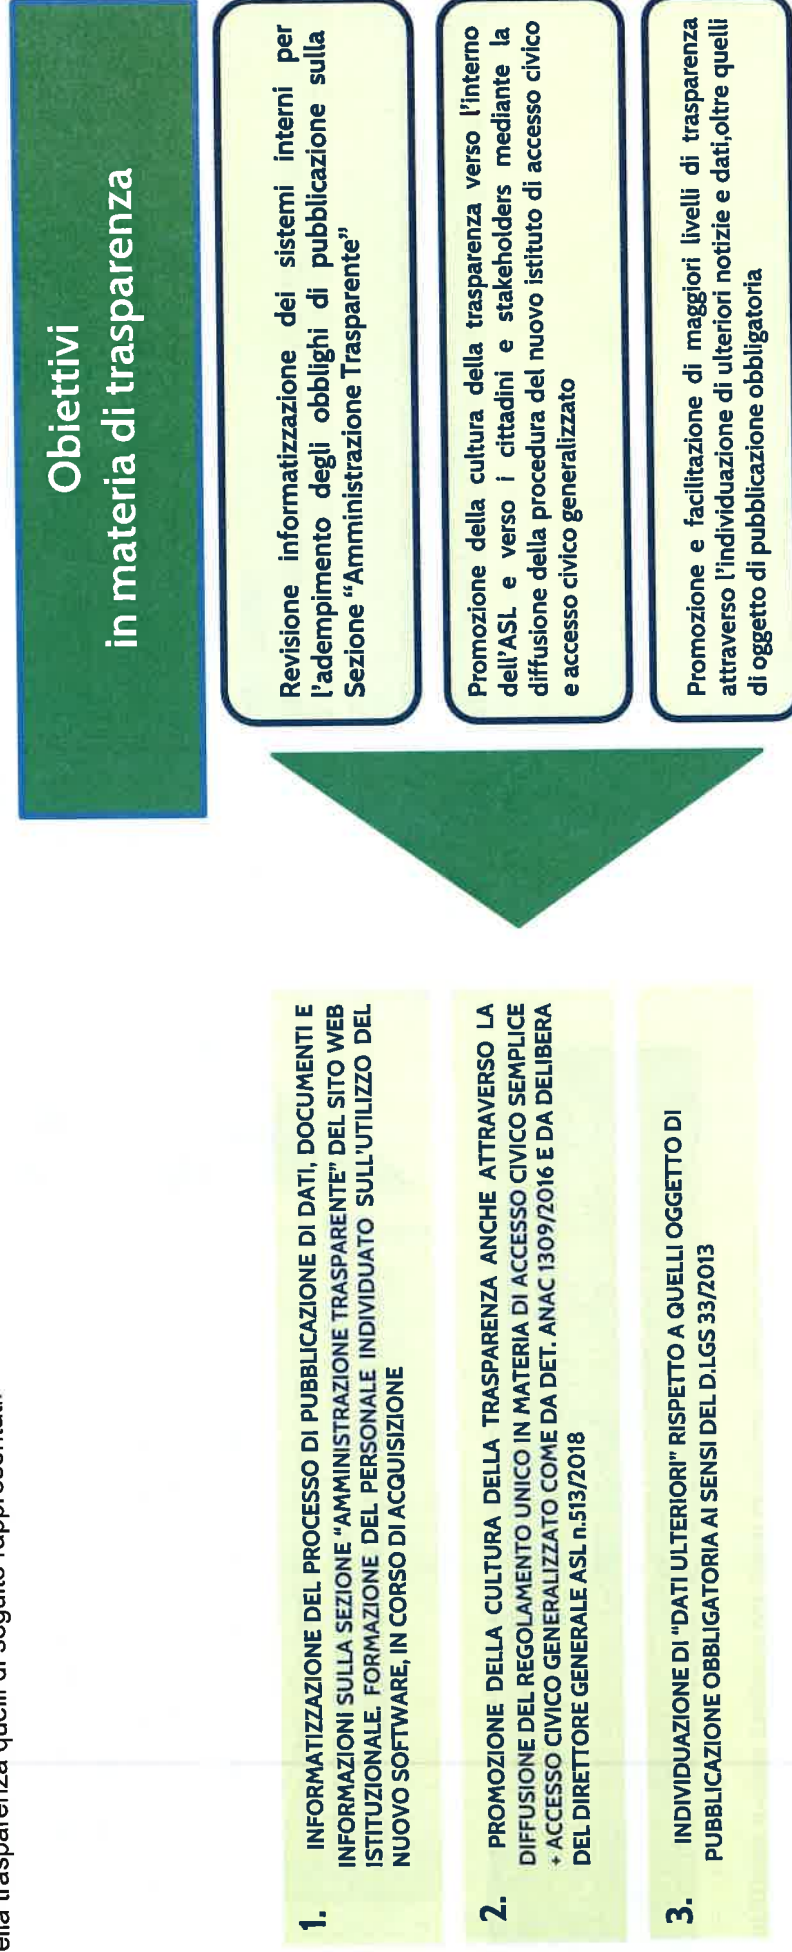 ella trasparenza quelli di seguito rappresentati:
1. INFORMATIZZAZIONE DEL PROCESSO DI PUBBLICAZIONE DI DATI, DOCUMENTI E
INFORMAZIONI SULLA SEZIONE "AMMINISTRAZIONE TRASPARENTE" DEL SITO WEB
ISTITUZIONALE. FORMAZIONE DEL PERSONALE INDIVIDUATO SULL'UTILIZZO DEL
NUOVO SOFTWARE, IN CORSO DI ACQUISIZIONE
2. PROMOZIONE DELLA CULTURA DELLA TRASPARENZA ANCHE ATTRAVERSO LA
DIFFUSIONE DEL REGOLAMENTO UNICO IN MATERIA DI ACCESSO CIVICO SEMPLICE
+ ACCESSO CIVICO GENERALIZZATO COME DA DET. ANAC 1309/2016 E DA DELIBERA
DEL DIRETTORE GENERALE ASL n.513/2018
3. INDIVIDUAZIONE DI "DATI ULTERIORI" RISPETTO A QUELLI OGGETTO DI
PUBBLICAZIONE OBBLIGATORIA AI SENSI DEL D.LGS 33/2013
Obiettivi
in materia di trasparenza
Revisione informatizzazione dei sistemi interni per
l'adempimento degli obblighi di pubblicazione sulla
Sezione "Amministrazione Trasparente"
Promozione della cultura della trasparenza verso l'interno
dell'ASL e verso i cittadini e stakeholders mediante la
diffusione della procedura del nuovo istituto di accesso civico
e accesso civico generalizzato
Promozione e facilitazione di maggiori livelli di trasparenza
attraverso l'individuazione di ulteriori notizie e dati,oltre quelli
di oggetto di pubblicazione obbligatoria